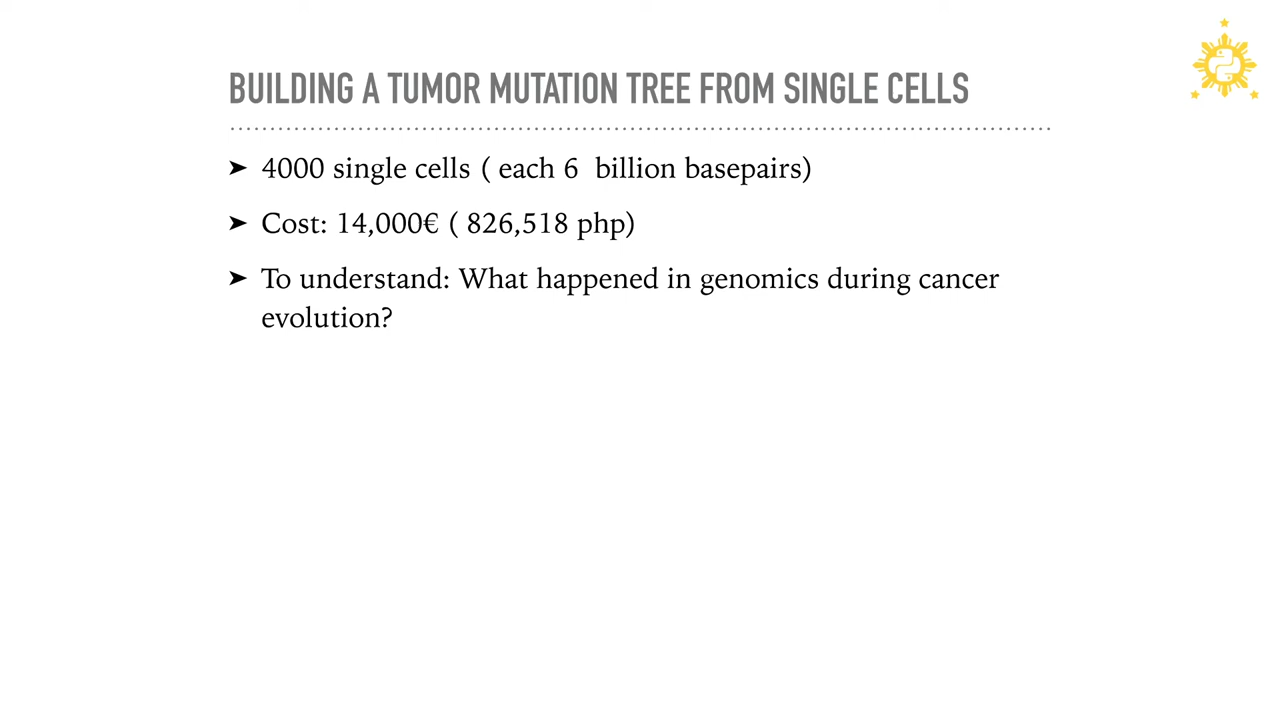 BUILDING A TUMOR MUTATION TREE FROM SINGLE CELLS
➤ 4000 single cells ( each 6 billion basepairs)
➤ Cost: 14,000€ ( 826,518 php)
➤ To understand: What happened in genomics during cancer
evolution?